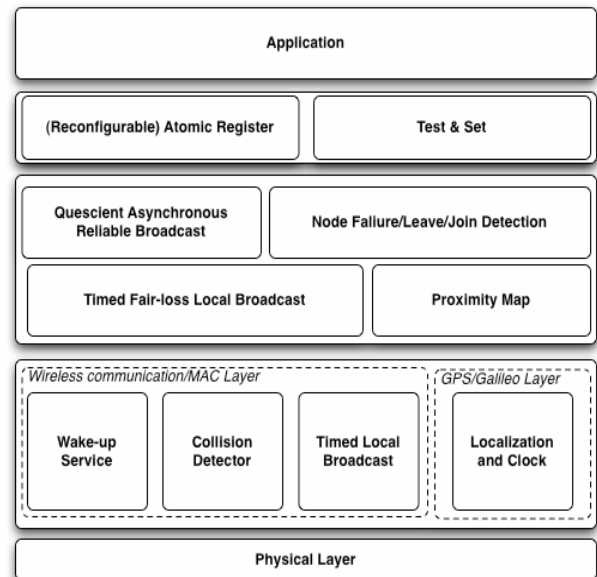 Application
(Reconfigurable) Atomic Register
Test & Set
Quescient Asynchronous
Reliable Broadcast
Node Faliure/Leave/Join Detection
Timed Fair-loss Local Broadcast
Proximity Map
Wireless communication/MAC Layer
GPS/Galileo Layer
Wake-up
Service
Collision
Detector
Timed Local
Broadcast
Localization
and Clock
Physical Layer